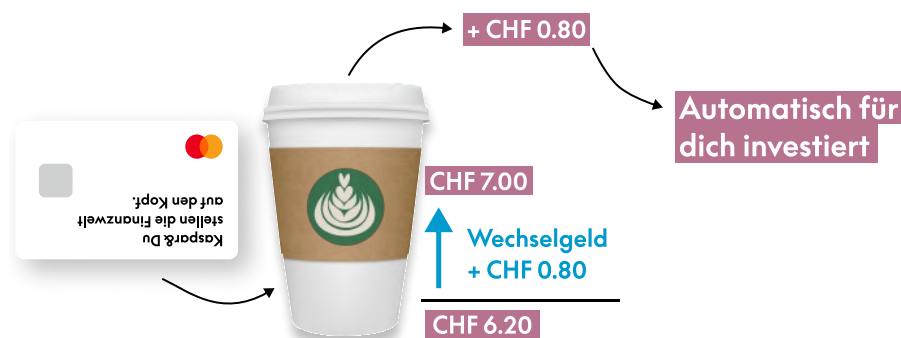 + CHF 0.80
Automatisch für
dich investiert
Kaspar& Du
stellen die Finanzwelt
auf den Kopf.
CHF 7.00
Wechselgeld
+ CHF 0.80
CHF 6.20